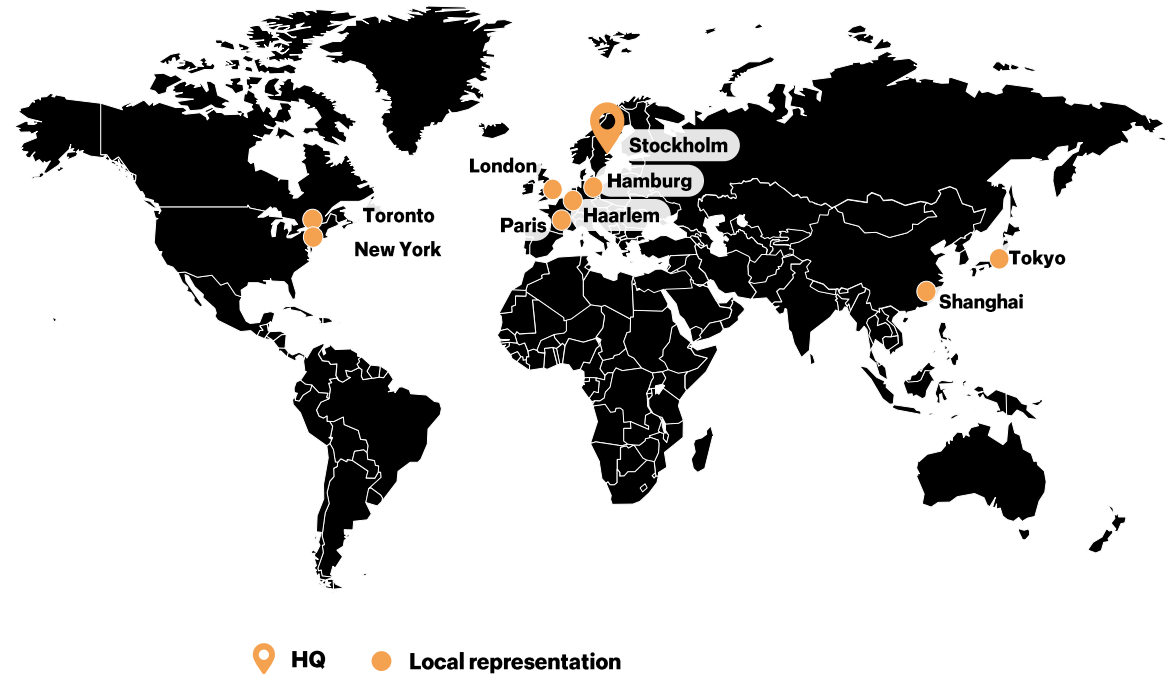 Stockholm
London
Hamburg
Haarlem
Paris
Toronto
New York
Tokyo
Shanghai
HQ
Local representation